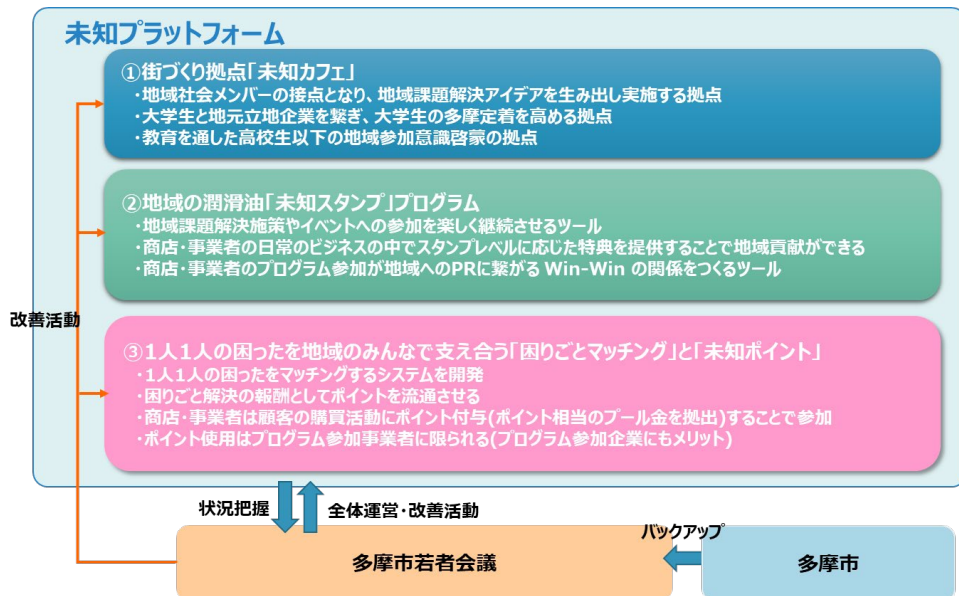 未知プラットフォーム
①街づくり拠点「未知カフェ」
・地域社会メンバーの接点となり、地域課題解決アイデアを生み出し実施する拠点
・大学生と地元立地企業を繋ぎ、大学生の多摩定着を高める拠点
・教育を通した高校生以下の地域参加意識啓蒙の拠点
②地域の潤滑油「未知スタンプ」プログラム
・地域課題解決施策やイベントへの参加を楽しく継続させるツール
・商店・事業者の日常のビジネスの中でスタンプレベルに応じた特典を提供することで地域貢献ができる
・商店・事業者のプログラム参加が地域へのPRに繋がる Win-Win の関係をつくるツール
改善活動
③1人1人の困ったを地域のみんなで支え合う「困りごとマッチング」と「未知ポイント」
・1人1人の困ったをマッチングするシステムを開発
・困りごと解決の報酬としてポイントを流通させる
・商店・事業者は顧客の購買活動にポイント付与(ポイント相当のプール金を拠出)することで参加
・ポイント使用はプログラム参加事業者に限られる(プログラム参加企業にもメリット)
状況把握
全体運営・改善活動
バックアップ
多摩市若者会議
多摩市